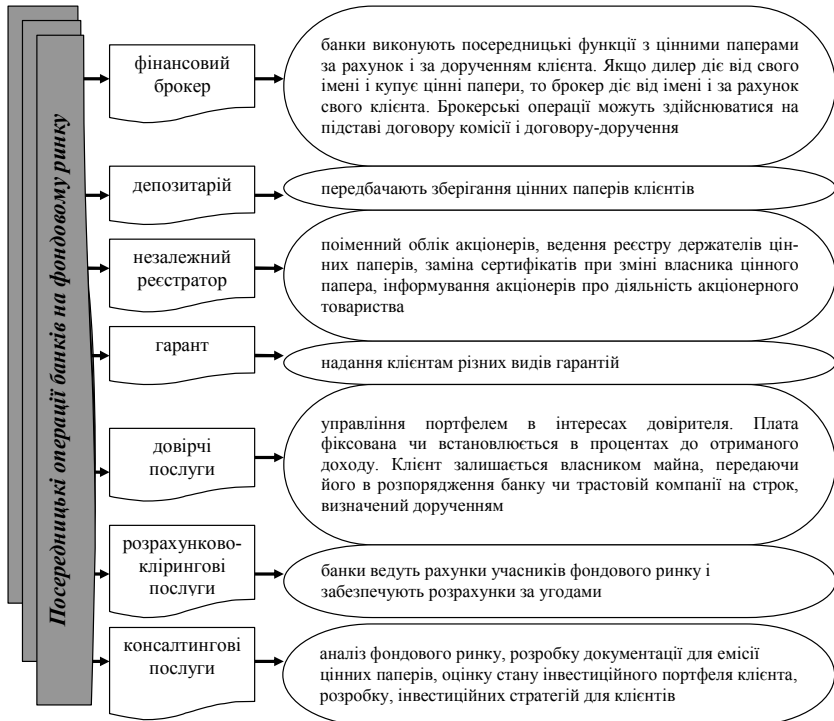 Посередницькі операції банків на фондовому ринку
фінансовий
брокер
банки виконують посередницькі функції з цінними паперами
за рахунок і за дорученням клієнта. Якщо дилер діє від свого
імені і купує цінні папери, то брокер діє від імені і за рахунок
свого клієнта. Брокерські операції можуть здійснюватися на
підставі договору комісії і договору-доручення
депозитарій
передбачають зберігання цінних паперів клієнтів
незалежний
реєстратор
поіменний облік акціонерів, ведення реєстру держателів цін-
них паперів, заміна сертифікатів при зміні власника цінного
папера, інформування акціонерів про діяльність акціонерного
товариства
гарант
надання клієнтам різних видів гарантій
довірчі
послуги
управління портфелем в інтересах довірителя. Плата
фіксована чи встановлюється в процентах до отриманого
доходу. Клієнт залишається власником майна, передаючи
його в розпорядження банку чи трастовій компанії на строк,
визначений дорученням
розрахунково-
клірингові
послуги
банки ведуть рахунки учасників фондового ринку і
забезпечують розрахунки за угодами
консалтингові
послуги
аналіз фондового ринку, розробку документації для емісії
цінних паперів, оцінку стану інвестиційного портфеля клієнта,
розробку, інвестиційних стратегій для клієнтів